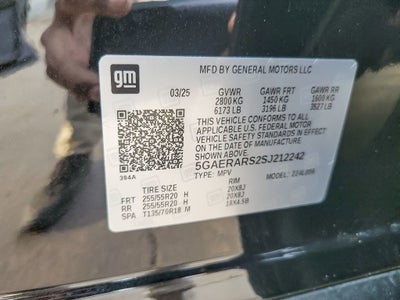 gm
MFD BY GENERAL MOTORS LLC
03/25 GVWR GAWR FRT GAWR RR
2800 KG 1450 KG 1600 KG
6173 LB 3196 LB 3527 LB
THIS VEHICLE CONFORMS TO ALL
APPLICABLE U.S. FEDERAL MOTOR
VEHICLE SAFETY STANDARDS IN EFFECT
ON THE DATE OF MANUFACTURE
SHOWN ABOVE.
5GAERARS2SJ212242
TYPE: MPV MODEL:
384A
TIRE SIZE RIM
FRT 255/55R20 H 20X8J
RR 255/55R20 H 20X8J
SPA T135/70R18 M 18X4.5B